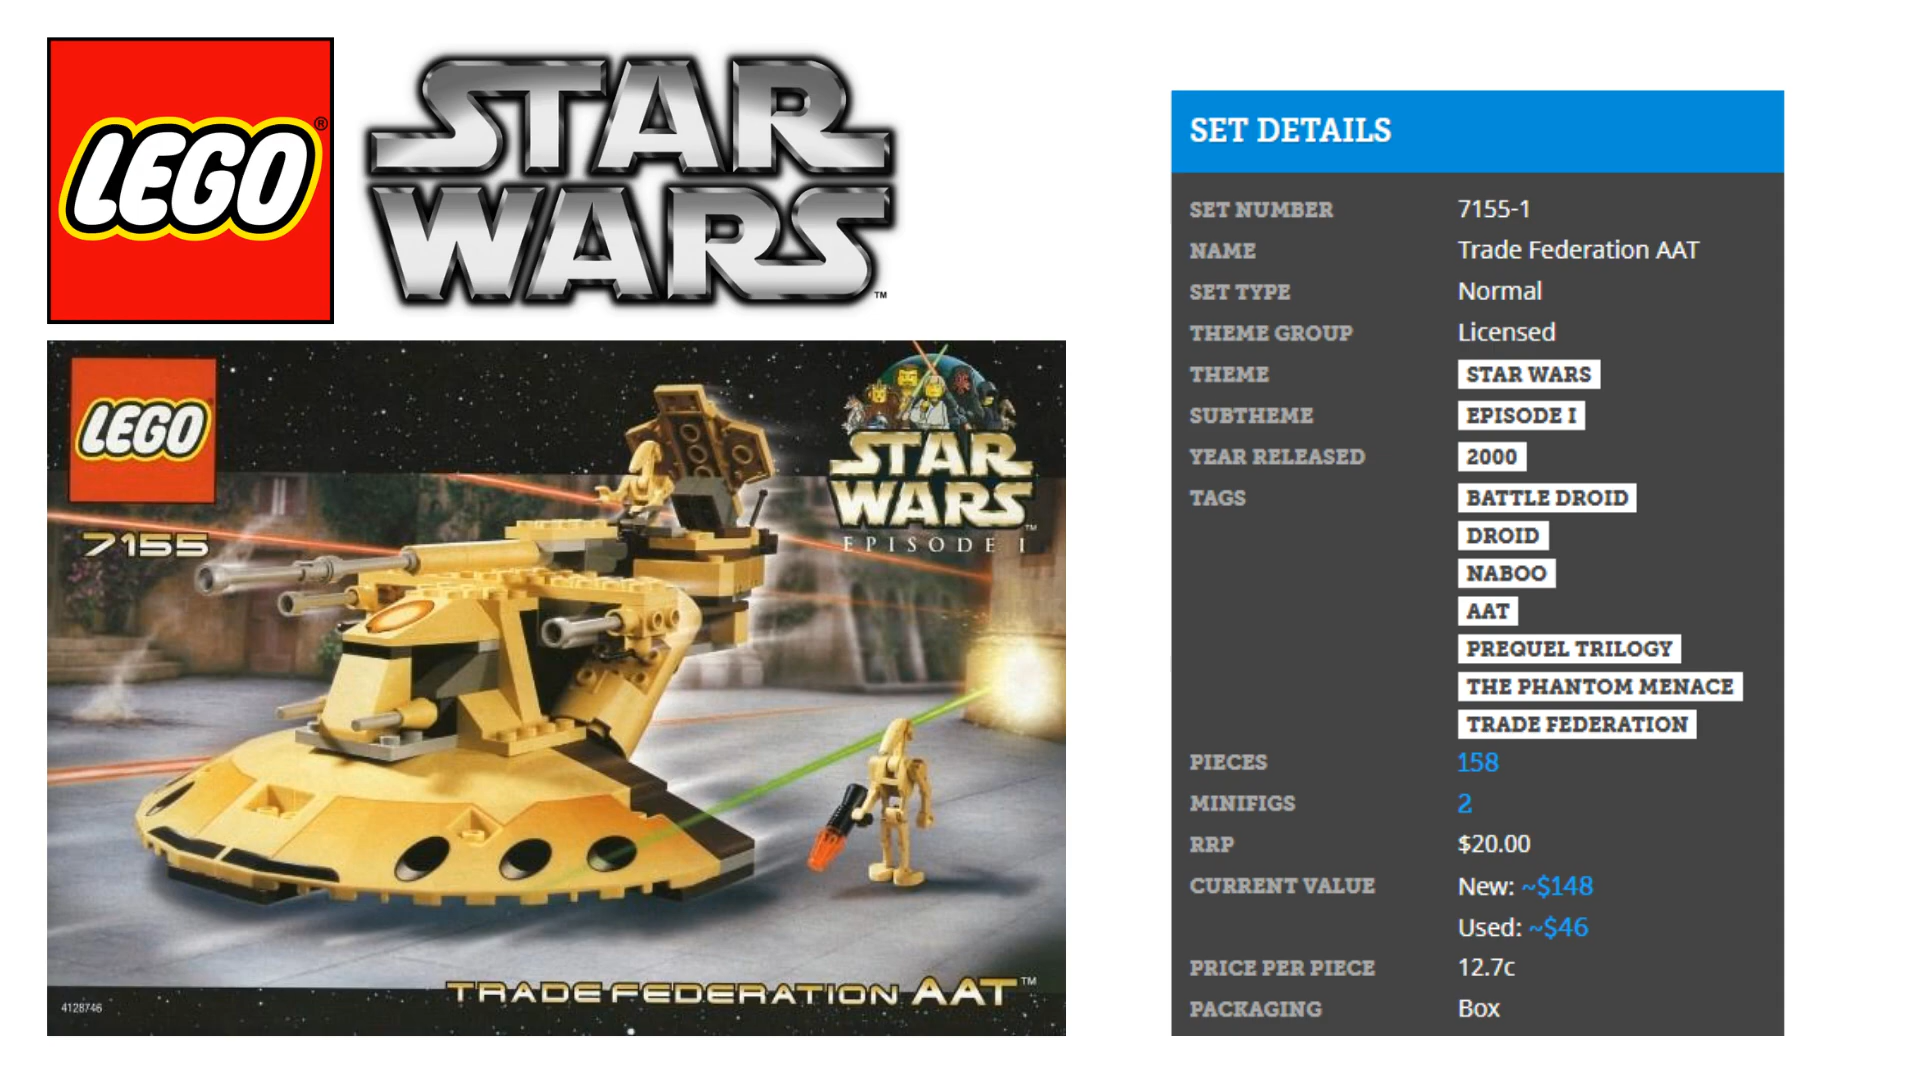 LEGO®
STAR
WARS™
LEGO
7155
STAR
WARS™
EPISODE I
TRADE FEDERATION AAT™
4128746
SET DETAILS
SET NUMBER 7155-1
NAME Trade Federation AAT
SET TYPE Normal
THEME GROUP Licensed
THEME STAR WARS
SUBTHEME EPISODE I
YEAR RELEASED 2000
TAGS BATTLE DROID
DROID
NABOO
AAT
PREQUEL TRILOGY
THE PHANTOM MENACE
TRADE FEDERATION
PIECES 158
MINIFIGS 2
RRP $20.00
CURRENT VALUE New: ~$148
Used: ~$46
PRICE PER PIECE 12.7c
PACKAGING Box